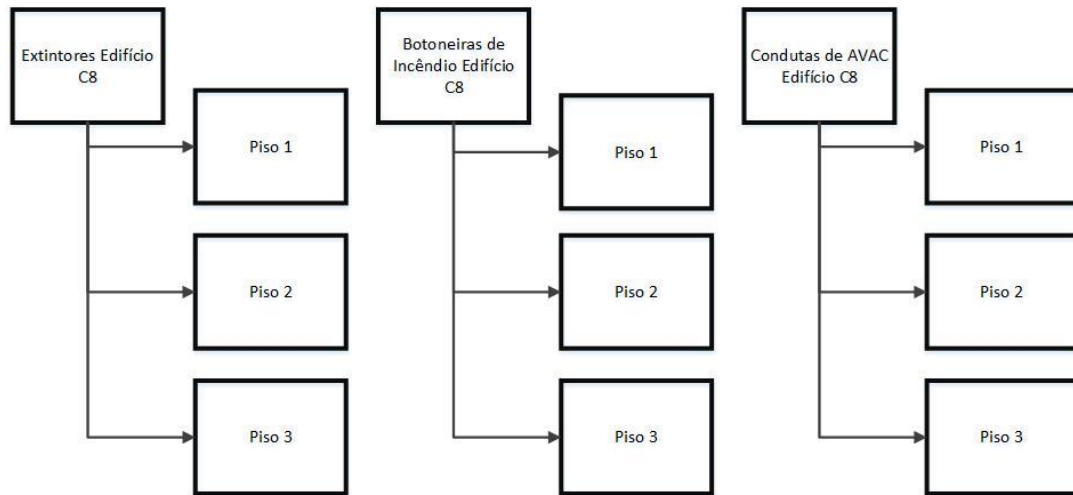 Extintores Edifício
C8
Piso 1
Piso 2
Piso 3
Botoneiras de
Incêndio Edifício
C8
Piso 1
Piso 2
Piso 3
Condutas de AVAC
Edifício C8
Piso 1
Piso 2
Piso 3